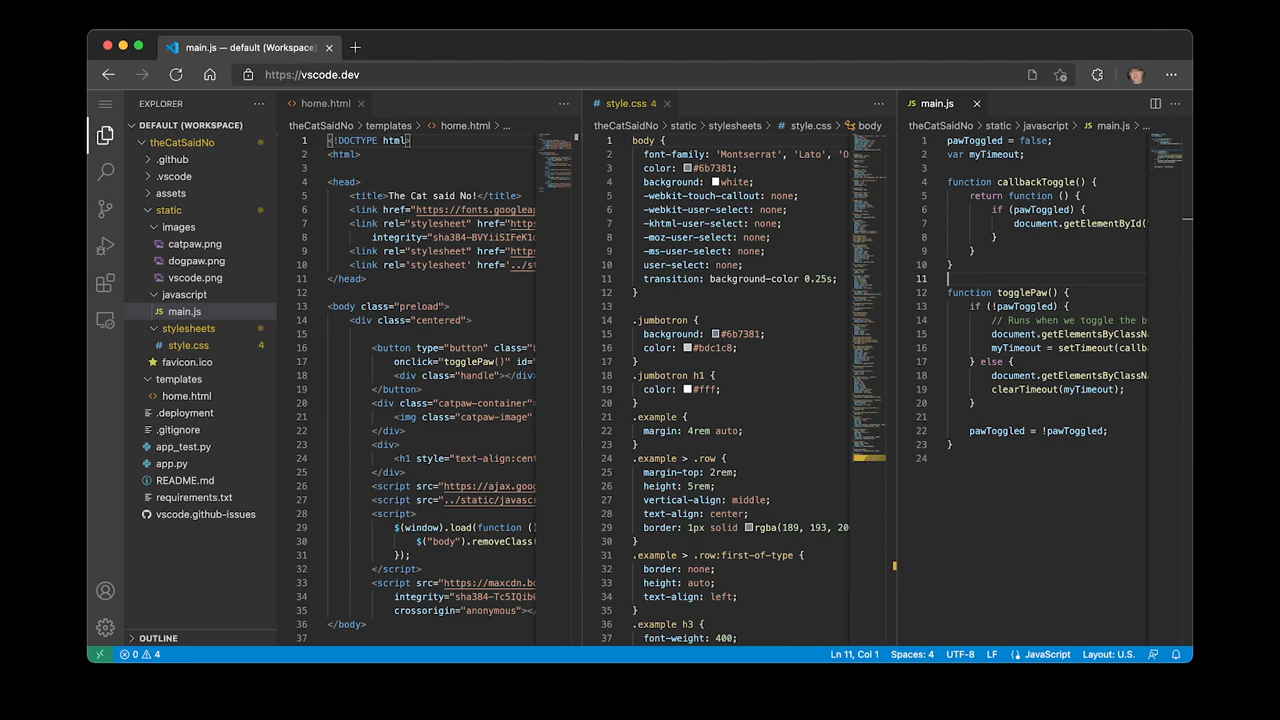 main.js — default (Workspace)
https://vscode.dev
EXPLORER
DEFAULT (WORKSPACE)
theCatSaidNo
.github
.vscode
assets
static
images
catpaw.png
dogpaw.png
vscode.png
javascript
main.js
stylesheets
style.css 4
favicon.ico
templates
home.html
.deployment
.gitignore
app_test.py
app.py
README.md
requirements.txt
vscode.github-issues
OUTLINE
home.html
theCatSaidNo > templates > home.html > ...
1 <!DOCTYPE html>
2 <html>
3
4 <head>
5 <title>The Cat said No!</title>
6 <link href="https://fonts.googleap
7 <link rel="stylesheet" href="https
8 integrity="sha384-BVYiiSIFeK1d
9 <link rel="stylesheet" href="https
10 <link rel='stylesheet' href='../st
11 </head>
12
13 <body class="preload">
14 <div class="centered">
15
16 <button type="button" class="b
17 onclick="togglePaw()" id="
18 <div class="handle"></div>
19 </button>
20 <div class="catpaw-container"
21 <img class="catpaw-image"
22 </div>
23 <div>
24 <h1 style="text-align:cent
25 </div>
26 <script src="https://ajax.goog
27 <script src="../static/javasc
28 <script>
29 $(window).load(function ()
30 $("body").removeClass(
31 });
32 </script>
33 <script src="https://maxcdn.bo
34 integrity="sha384-Tc5IQib0
35 crossorigin="anonymous"></
36 </body>
37
style.css 4
theCatSaidNo > static > stylesheets > style.css > body
1 body {
2 font-family: 'Montserrat', 'Lato', 'O
3 color: #6b7381;
4 background: white;
5 -webkit-touch-callout: none;
6 -webkit-user-select: none;
7 -khtml-user-select: none;
8 -moz-user-select: none;
9 -ms-user-select: none;
10 user-select: none;
11 transition: background-color 0.25s;
12 }
13
14 .jumbotron {
15 background: #6b7381;
16 color: #bdc1c8;
17 }
18 .jumbotron h1 {
19 color: #fff;
20 }
21 .example {
22 margin: 4rem auto;
23 }
24 .example > .row {
25 margin-top: 2rem;
26 height: 5rem;
27 vertical-align: middle;
28 text-align: center;
29 border: 1px solid rgba(189, 193, 20
30 }
31 .example > .row:first-of-type {
32 border: none;
33 height: auto;
34 text-align: left;
35 }
36 .example h3 {
37 font-weight: 400;
main.js
theCatSaidNo > static > javascript > main.js > ...
1 pawToggled = false;
2 var myTimeout;
3
4 function callbackToggle() {
5 return function () {
6 if (pawToggled) {
7 document.getElementById(
8 }
9 }
10 }
11
12 function togglePaw() {
13 if (!pawToggled) {
14 // Runs when we toggle the b
15 document.getElementsByClassN
16 myTimeout = setTimeout(callb
17 } else {
18 document.getElementsByClassN
19 clearTimeout(myTimeout);
20 }
21
22 pawToggled = !pawToggled;
23 }
24
0 4
Ln 11, Col 1 Spaces: 4 UTF-8 LF JavaScript Layout: U.S.